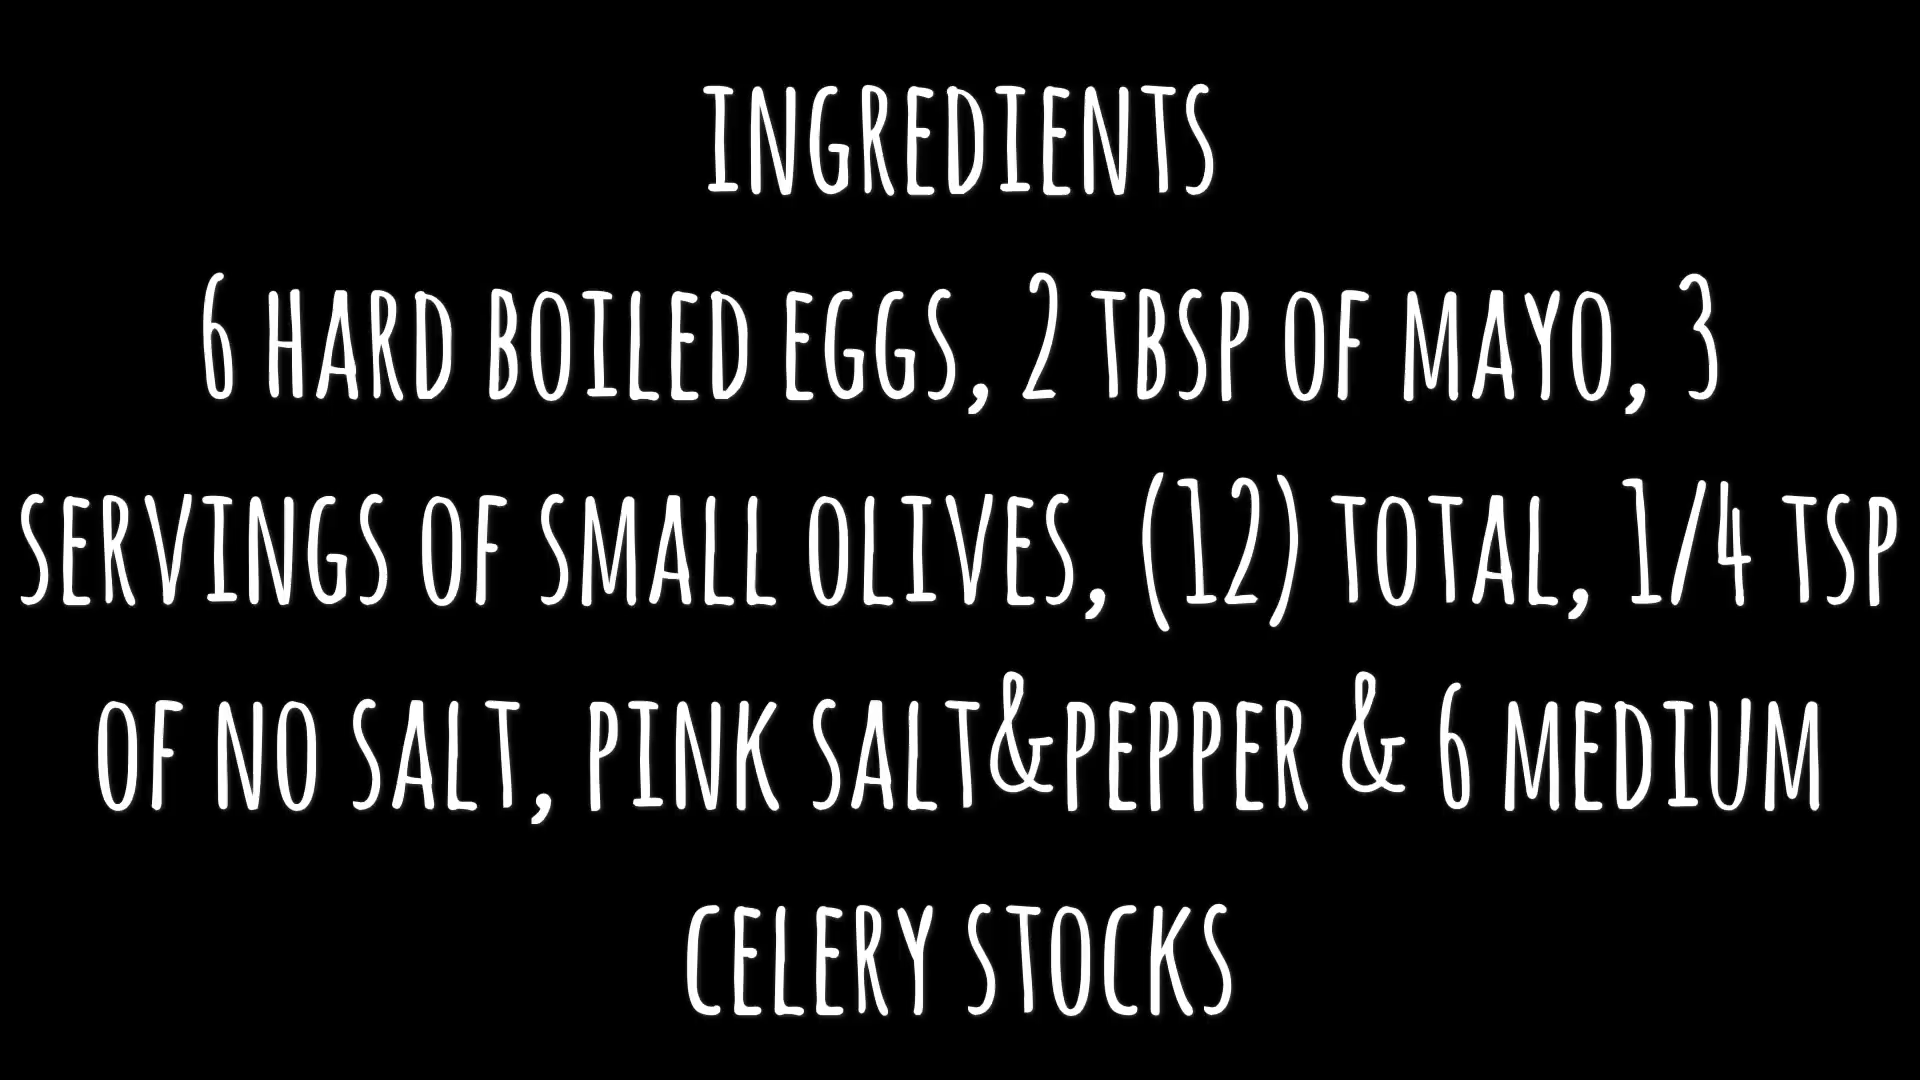 INGREDIENTS
6 HARD BOILED EGGS, 2 TBSP OF MAYO, 3
SERVINGS OF SMALL OLIVES, (12) TOTAL, 1/4 TSP
OF NO SALT, PINK SALT&PEPPER & 6 MEDIUM
CELERY STOCKS